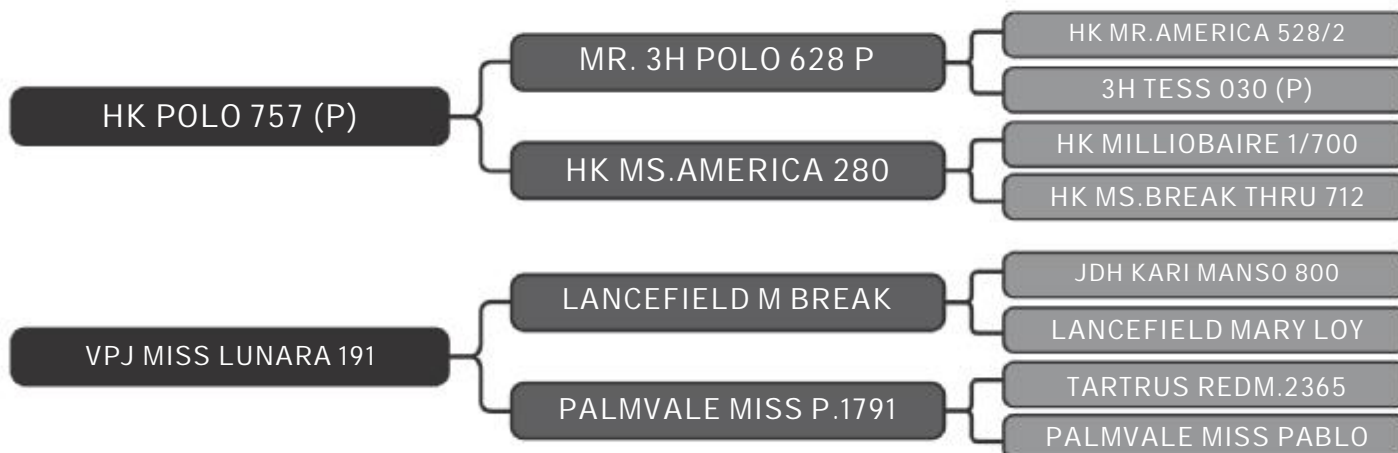 HK POLO 757 (P)
MR. 3H POLO 628 P
HK MR.AMERICA 528/2
3H TESS 030 (P)
HK MS.AMERICA 280
HK MILLIOBAIRE 1/700
HK MS.BREAK THRU 712
VPJ MISS LUNARA 191
LANCEFIELD M BREAK
JDH KARI MANSO 800
LANCEFIELD MARY LOY
PALMVALE MISS P.1791
TARTRUS REDM.2365
PALMVALE MISS PABLO